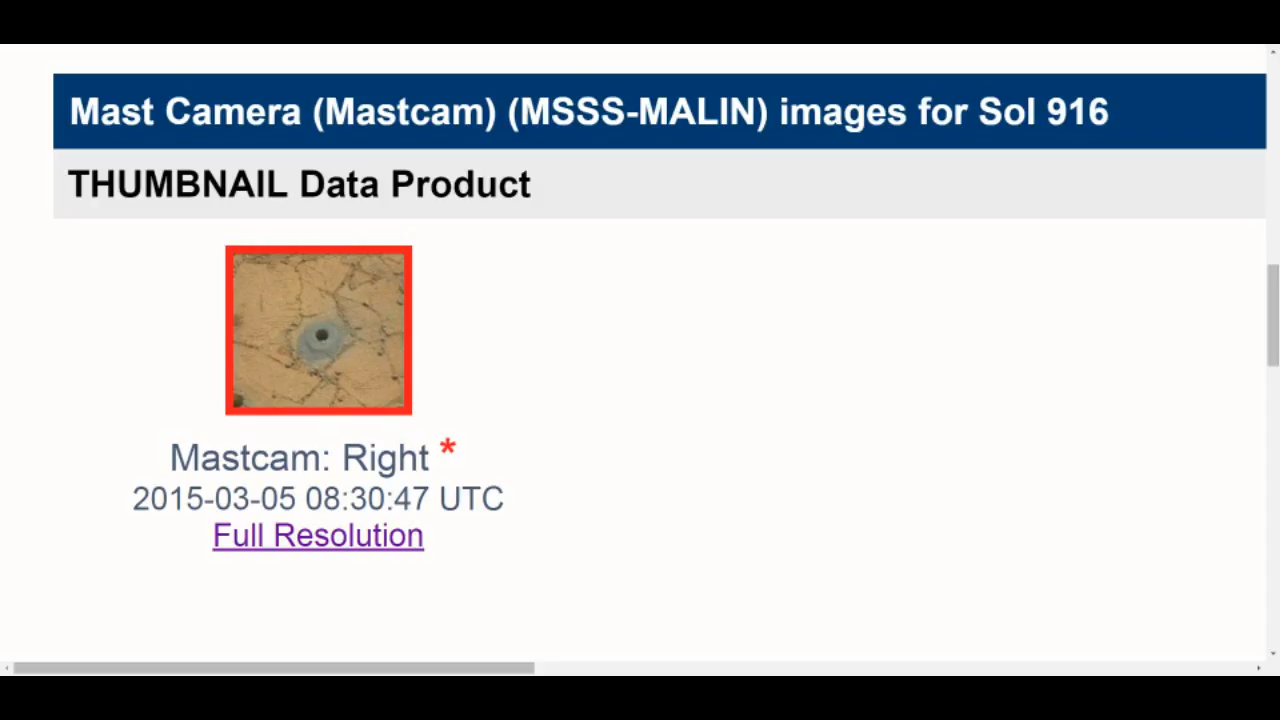 Mast Camera (Mastcam) (MSSS-MALIN) images for Sol 916
THUMBNAIL Data Product
Mastcam: Right *
2015-03-05 08:30:47 UTC
Full Resolution